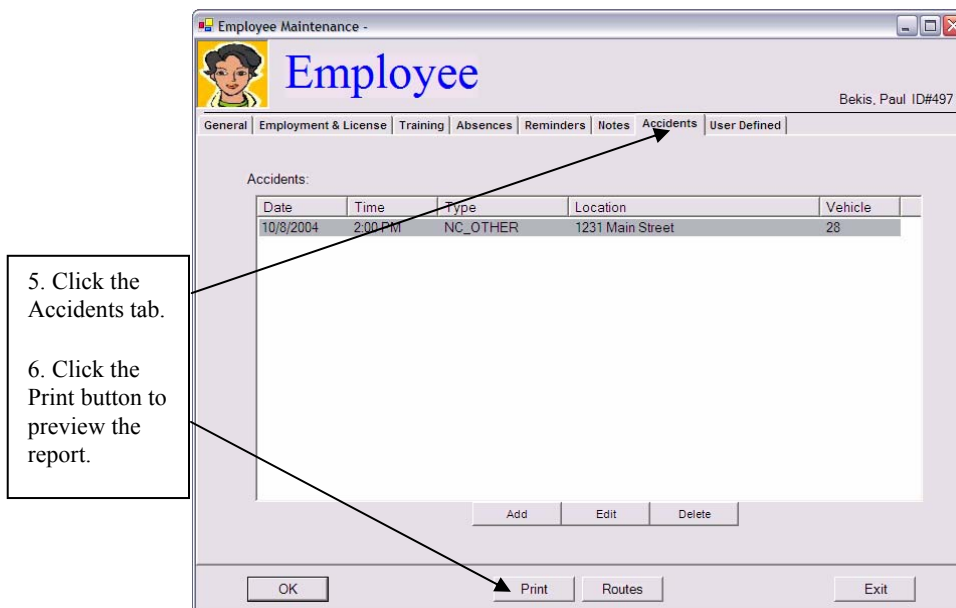 Employee Maintenance -
Employee
Bekis, Paul ID#497
General Employment & License Training Absences Reminders Notes Accidents User Defined
Accidents:
Date Time Type Location Vehicle
10/8/2004 2:00 PM NC_OTHER 1231 Main Street 28
5. Click the
Accidents tab.
6. Click the
Print button to
preview the
report.
Add Edit Delete
OK Print Routes Exit